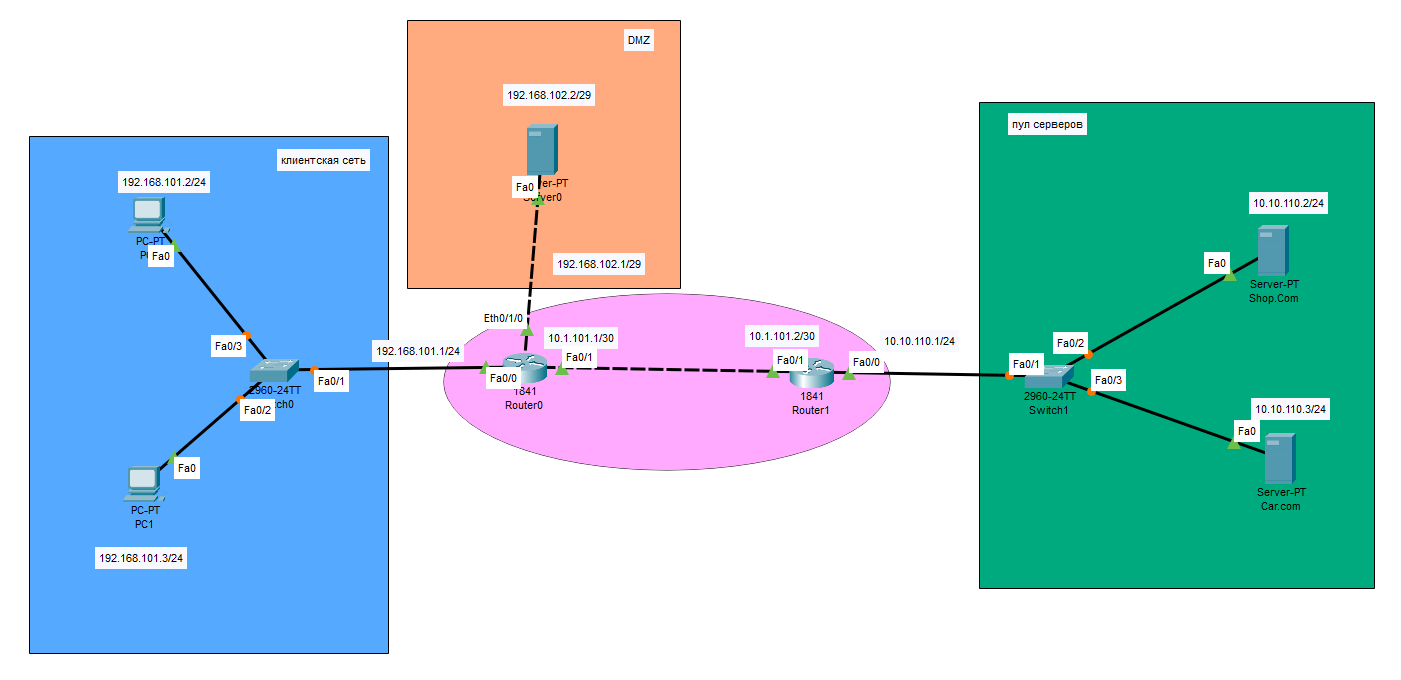 DMZ
192.168.102.2/29
Fa0
ver-PT
192.168.102.1/29
Eth0/1/0
клиентская сеть
192.168.101.2/24
PC-PT
Fa0
Fa0/3
2960-24TT
Fa0/1
Fa0/2
Fa0
PC-PT
PC1
192.168.101.3/24
192.168.101.1/24
Fa0/0
10.1.101.1/30
Fa0/1
1841
Router0
10.1.101.2/30
Fa0/1
1841
Router1
10.10.110.1/24
Fa0/0
пул серверов
10.10.110.2/24
Fa0
Server-PT
Shop.Com
Fa0/2
Fa0/1
2960-24TT
Switch1
Fa0/3
10.10.110.3/24
Fa0
Server-PT
Car.com